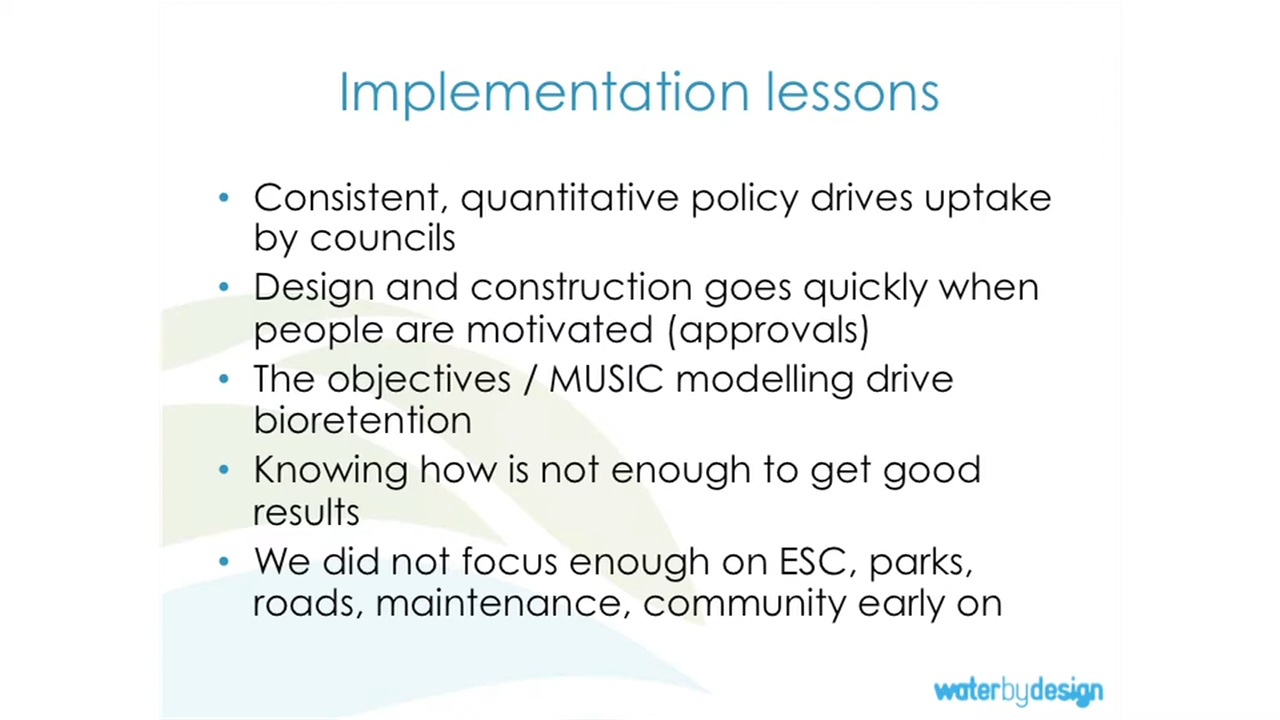 Implementation lessons
• Consistent, quantitative policy drives uptake
by councils
• Design and construction goes quickly when
people are motivated (approvals)
• The objectives / MUSIC modelling drive
bioretention
• Knowing how is not enough to get good
results
• We did not focus enough on ESC, parks,
roads, maintenance, community early on
waterbydesign